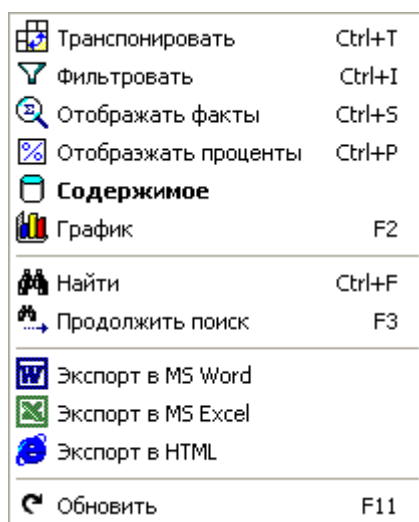 Транспонировать Ctrl+T
Фильтровать Ctrl+I
Отображать факты Ctrl+S
Отобраэжать проценты Ctrl+P
Содержимое
График F2
Найти Ctrl+F
Продолжить поиск F3
Экспорт в MS Word
Экспорт в MS Excel
Экспорт в HTML
Обновить F11